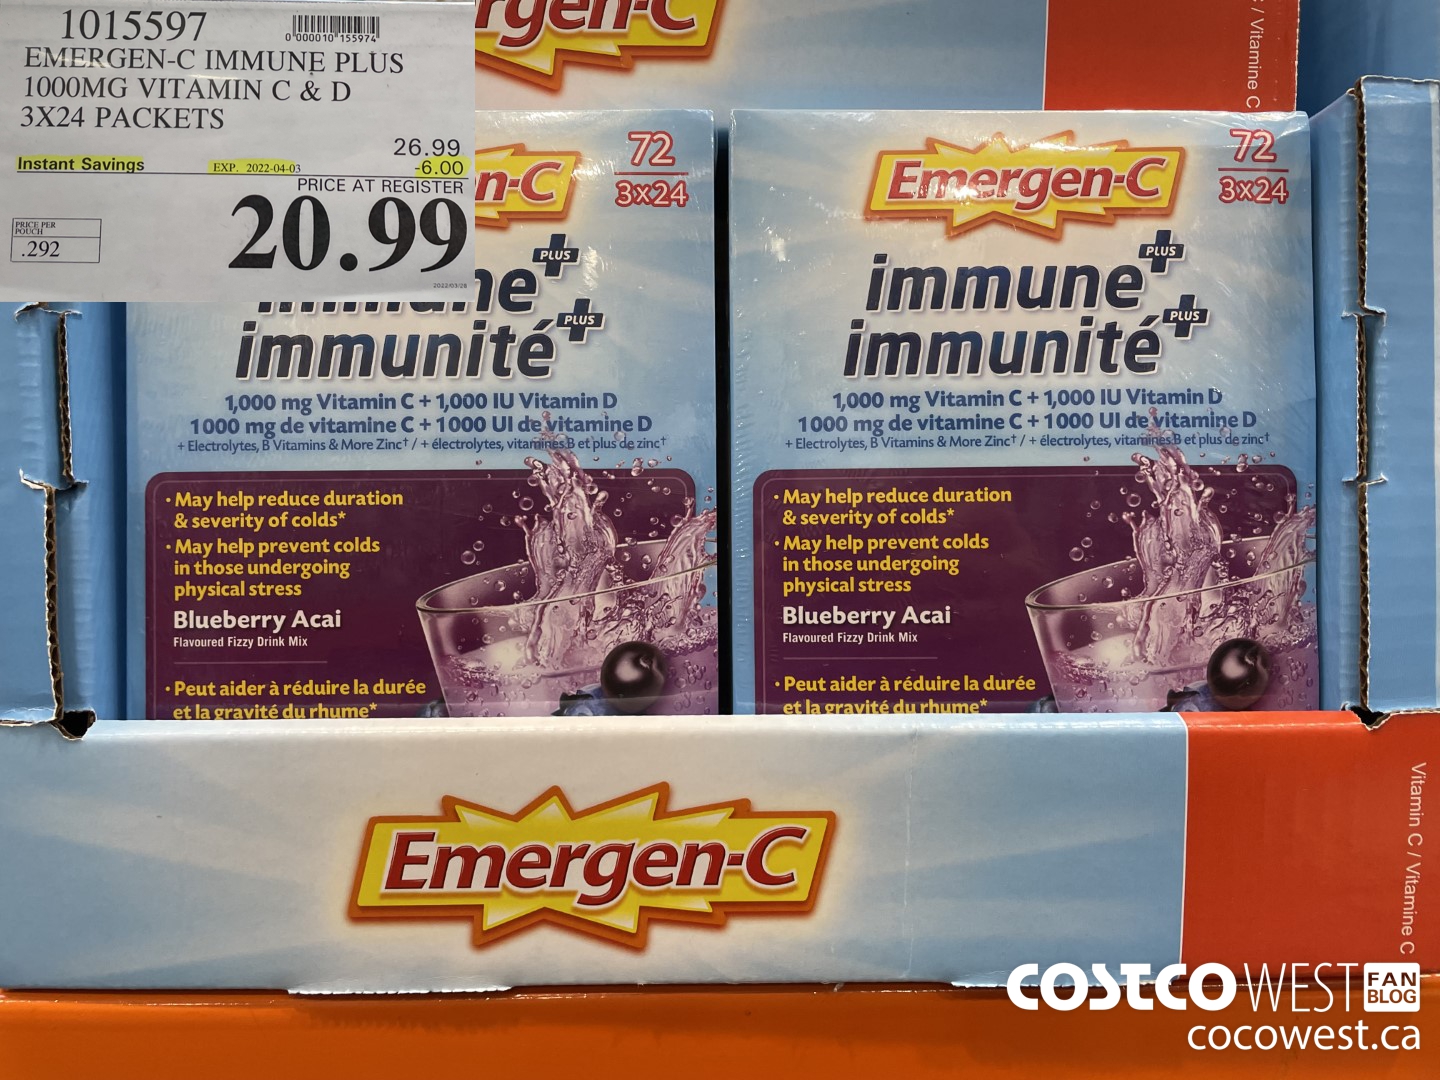 1015597
0 000010 155974
EMERGEN-C IMMUNE PLUS
1000MG VITAMIN C & D
3X24 PACKETS
26.99
Instant Savings EXP. 2022-04-03 -6.00
PRICE AT REGISTER
20.99
PRICE PER
POUCH
.292
2022/03/28
rgen-C
/ Vitamine C
n-C
72
3x24
immune+ PLUS
immunité+ PLUS
1,000 mg Vitamin C + 1,000 IU Vitamin D
1000 mg de vitamine C + 1000 UI de vitamine D
+ Electrolytes, B Vitamins & More Zinc† / + électrolytes, vitamines B et plus de zinc†
· May help reduce duration
& severity of colds*
· May help prevent colds
in those undergoing
physical stress
Blueberry Acai
Flavoured Fizzy Drink Mix
· Peut aider à réduire la durée
et la gravité du rhume*
Emergen-C
72
3x24
immune+ PLUS
immunité+ PLUS
1,000 mg Vitamin C + 1,000 IU Vitamin D
1000 mg de vitamine C + 1000 UI de vitamine D
+ Electrolytes, B Vitamins & More Zinc† / + électrolytes, vitamines B et plus de zinc†
· May help reduce duration
& severity of colds*
· May help prevent colds
in those undergoing
physical stress
Blueberry Acai
Flavoured Fizzy Drink Mix
· Peut aider à réduire la durée
et la gravité du rhume*
Emergen-C
Vitamin C / Vitamine C
COSTCO WEST FAN BLOG
cocowest.ca